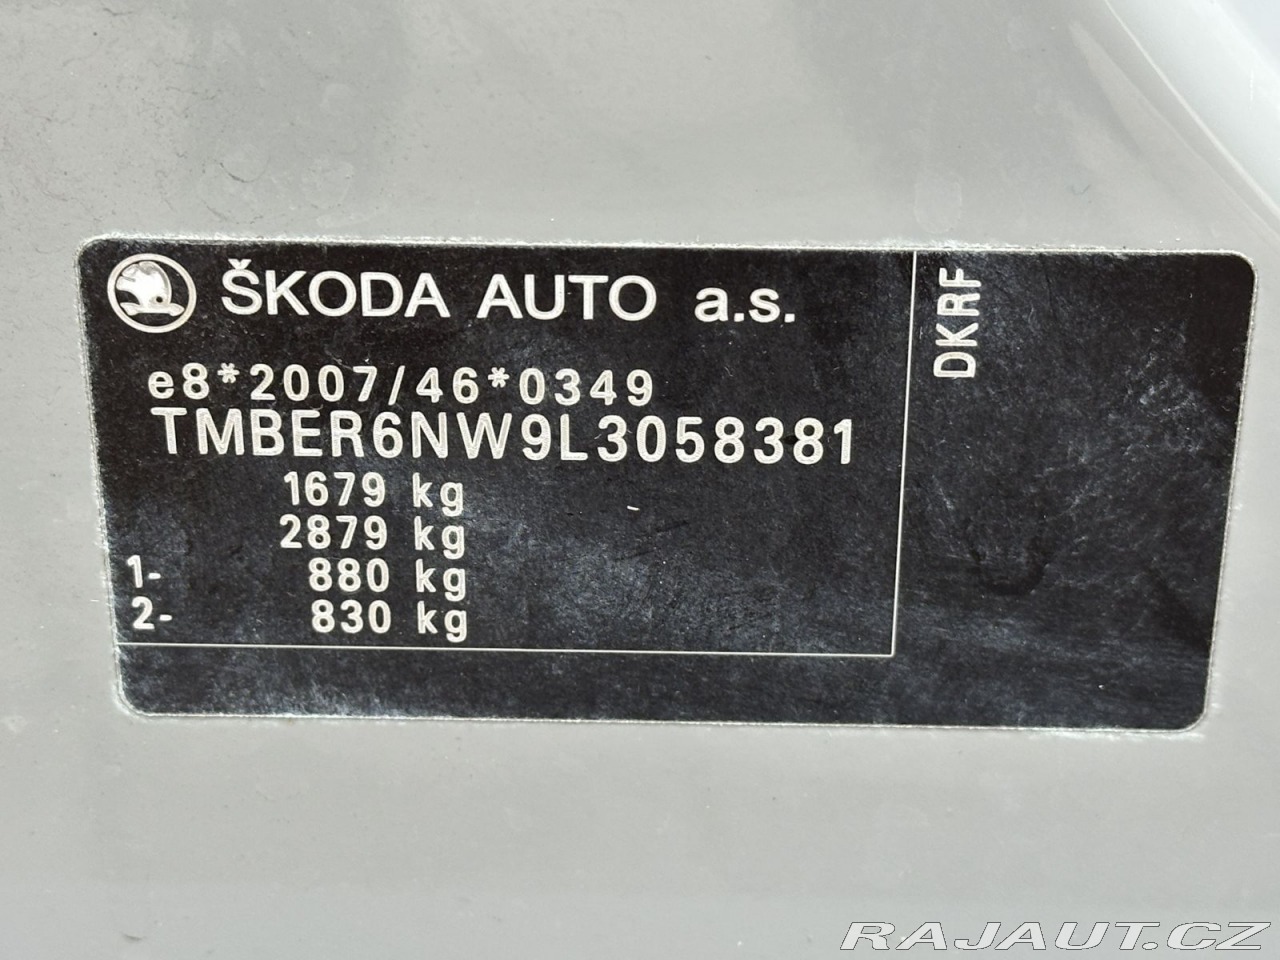 ŠKODA AUTO a.s.
e8*2007/46*0349
TMBER6NW9L3058381
1679 kg
2879 kg
1- 880 kg
2- 830 kg
DKRF
RAJAUT.CZ